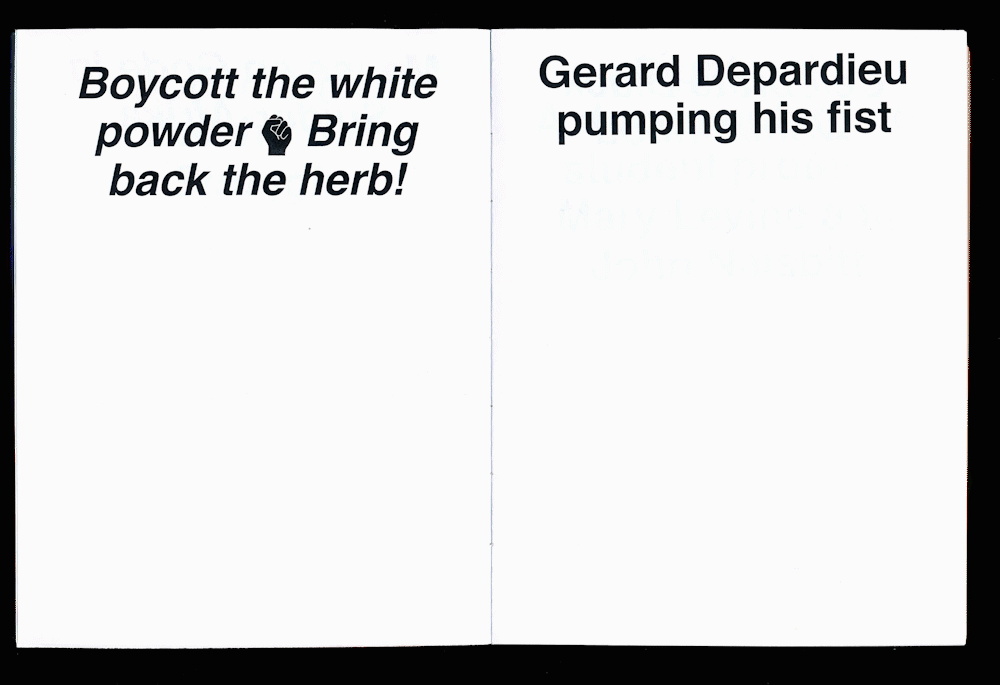 Boycott the white
powder ✊ Bring
back the herb!
Gerard Depardieu
pumping his fist